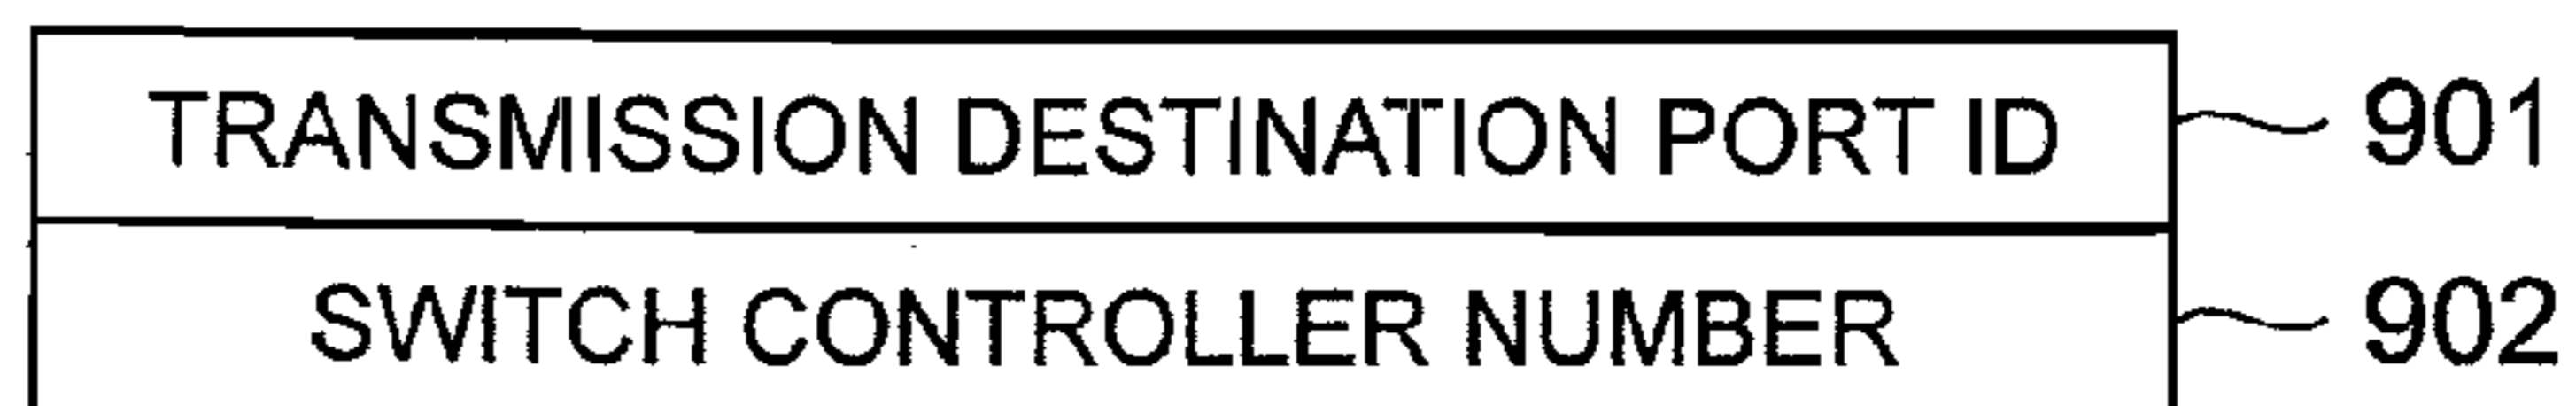 TRANSMISSION DESTINATION PORT ID 901
SWITCH CONTROLLER NUMBER 902